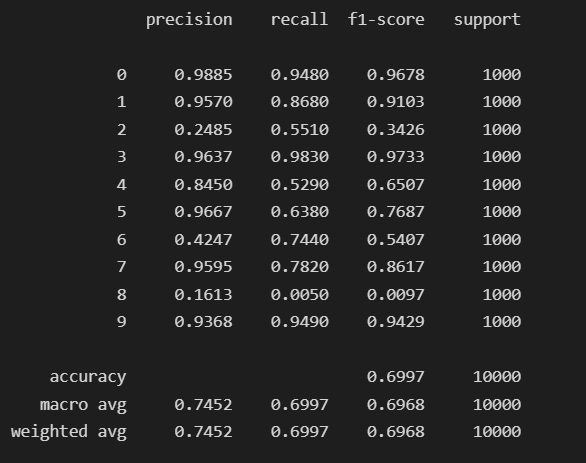 precision recall f1-score support
0 0.9885 0.9480 0.9678 1000
1 0.9570 0.8680 0.9103 1000
2 0.2485 0.5510 0.3426 1000
3 0.9637 0.9830 0.9733 1000
4 0.8450 0.5290 0.6507 1000
5 0.9667 0.6380 0.7687 1000
6 0.4247 0.7440 0.5407 1000
7 0.9595 0.7820 0.8617 1000
8 0.1613 0.0050 0.0097 1000
9 0.9368 0.9490 0.9429 1000
accuracy 0.6997 10000
macro avg 0.7452 0.6997 0.6968 10000
weighted avg 0.7452 0.6997 0.6968 10000